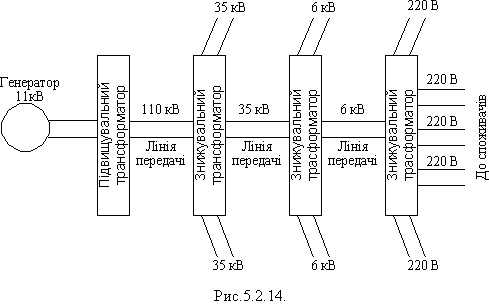 35 кВ
6 кВ
220 В
Генератор
11кВ
Підвищувальний
трансформатор
110 кВ
Лінія
передачі
Знижувальний
трансформатор
35 кВ
Лінія
передачі
Знижувальний
трасформатор
6 кВ
Лінія
передачі
Знижувальний
трасформатор
220 В
220 В
220 В
До споживачів
35 кВ
6 кВ
220 В
Рис.5.2.14.